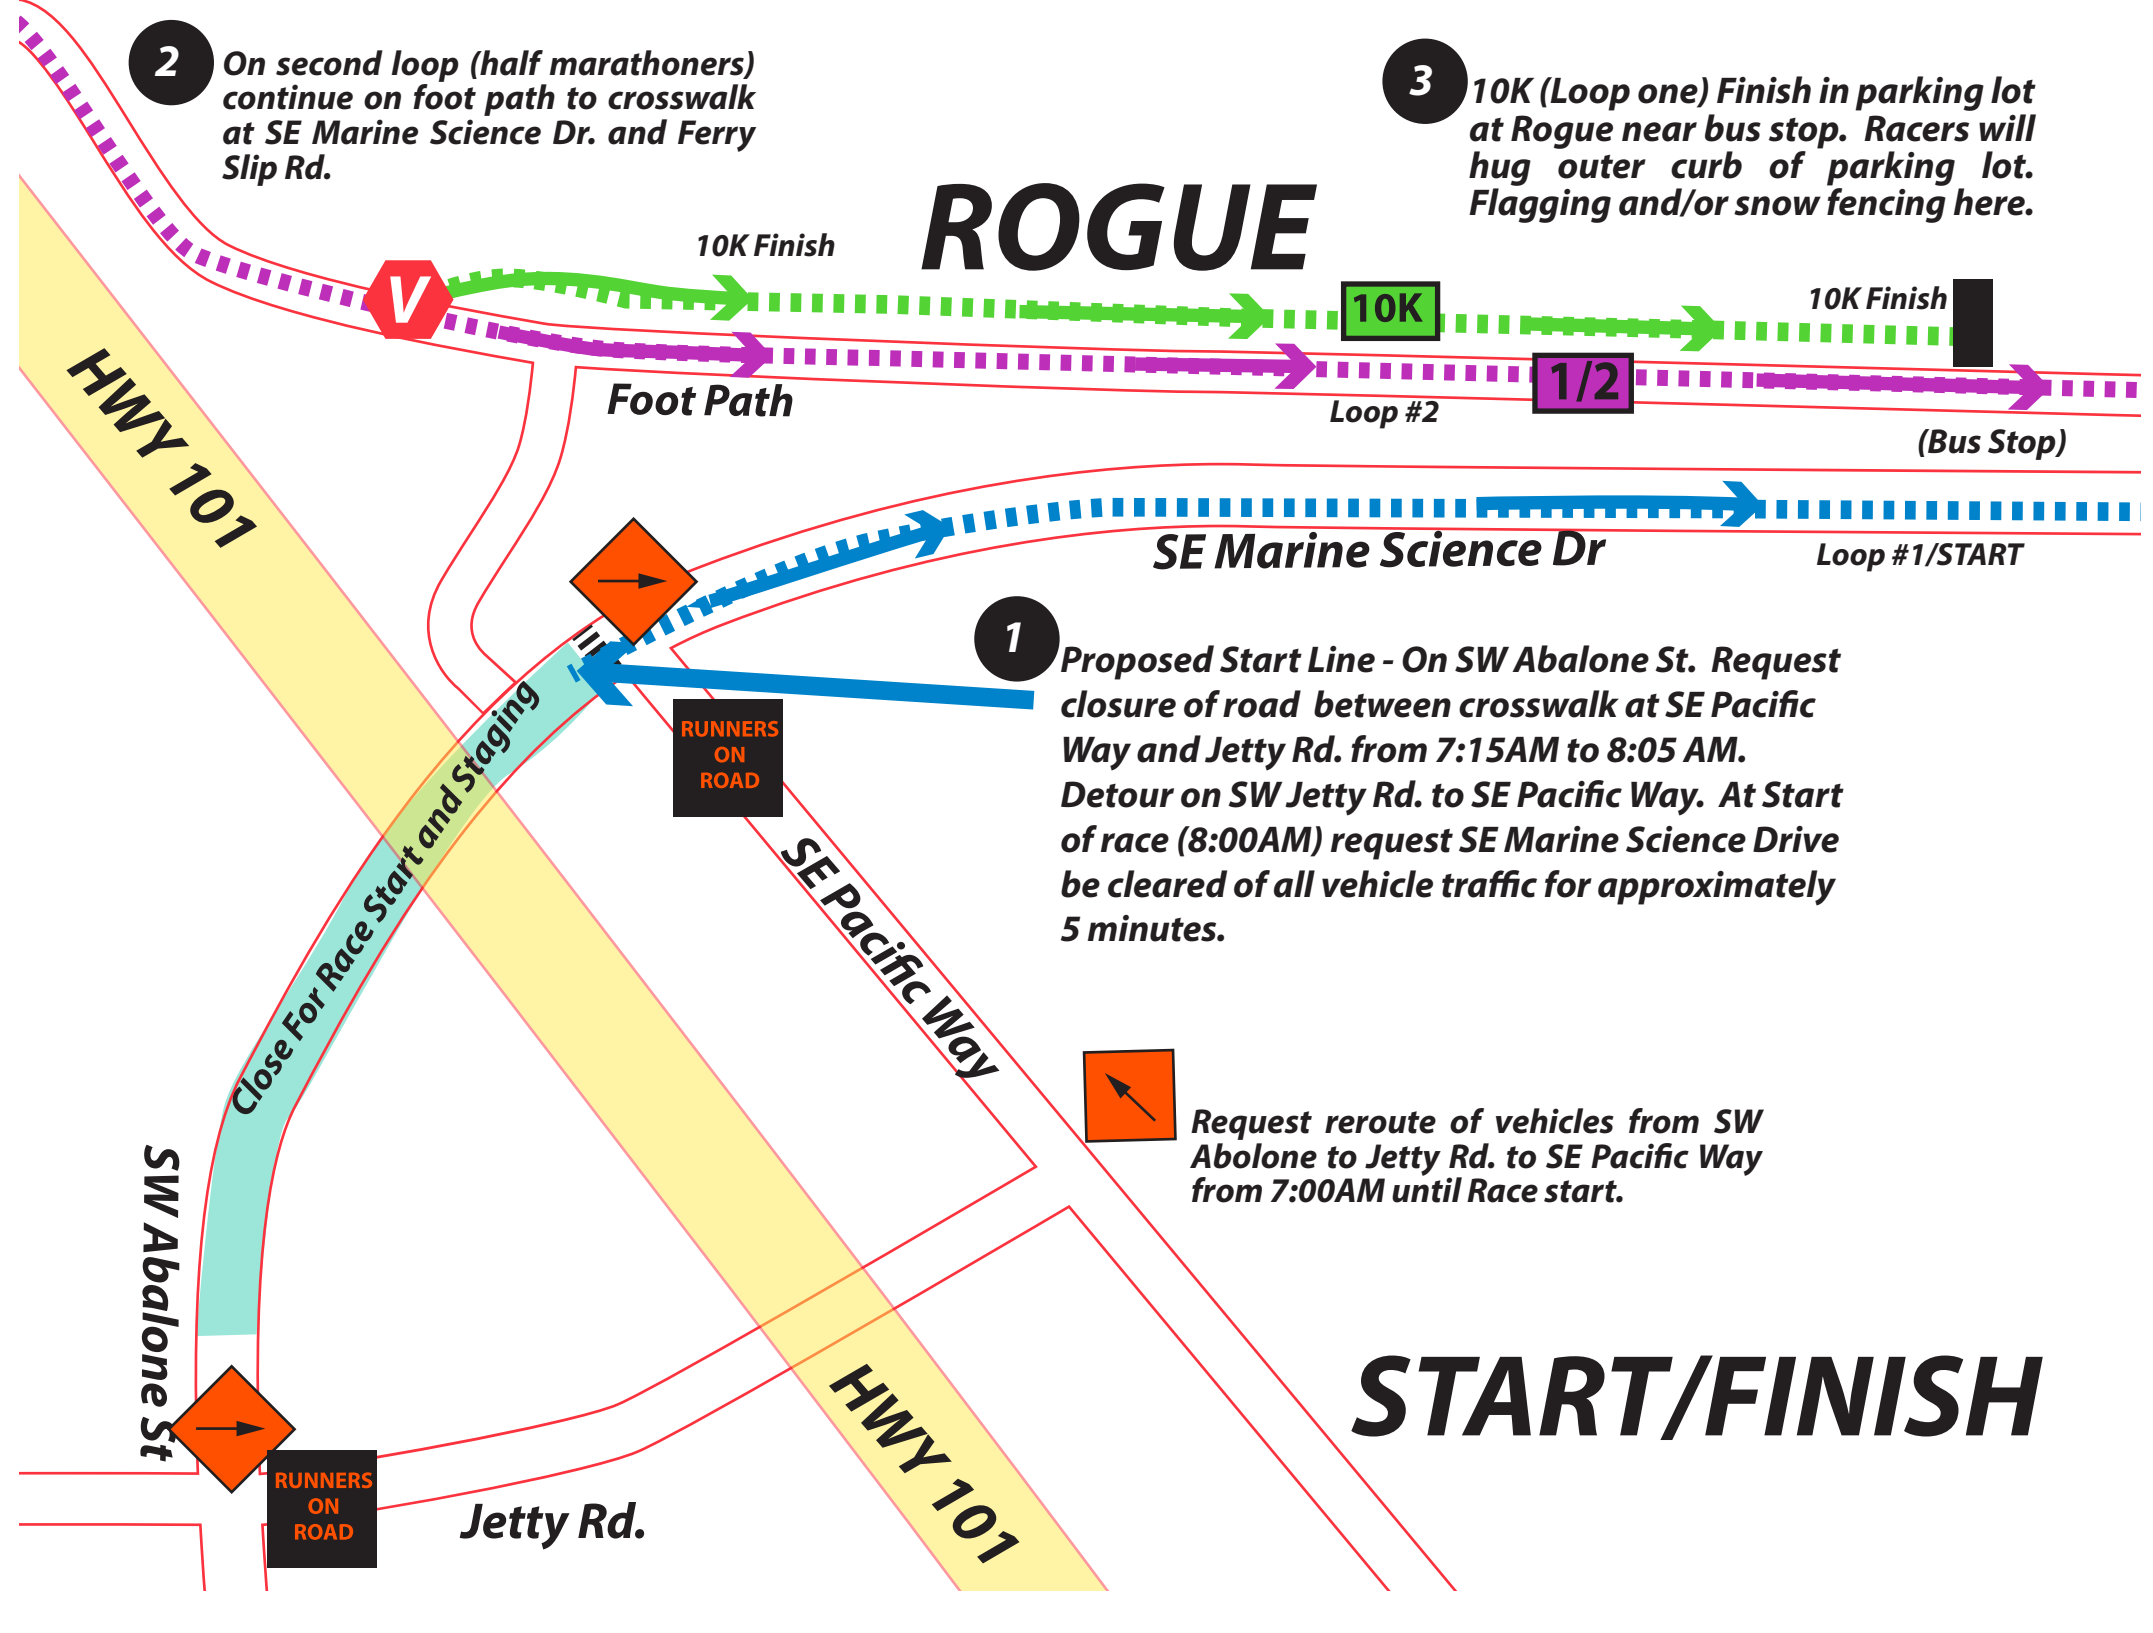 2
On second loop (half marathoners)
continue on foot path to crosswalk
at SE Marine Science Dr. and Ferry
Slip Rd.
3
10K (Loop one) Finish in parking lot
at Rogue near bus stop. Racers will
hug outer curb of parking lot.
Flagging and/or snow fencing here.
ROGUE
10K Finish
V
10K
10K Finish
1/2
Foot Path
Loop #2
(Bus Stop)
HWY 101
SE Marine Science Dr
Loop #1/START
1
Proposed Start Line - On SW Abalone St. Request
closure of road between crosswalk at SE Pacific
Way and Jetty Rd. from 7:15AM to 8:05 AM.
Detour on SW Jetty Rd. to SE Pacific Way. At Start
of race (8:00AM) request SE Marine Science Drive
be cleared of all vehicle traffic for approximately
5 minutes.
RUNNERS
ON
ROAD
Close For Race Start and Staging
SE Pacific Way
Request reroute of vehicles from SW
Abolone to Jetty Rd. to SE Pacific Way
from 7:00AM until Race start.
SW Abalone St
START/FINISH
HWY 101
RUNNERS
ON
ROAD
Jetty Rd.